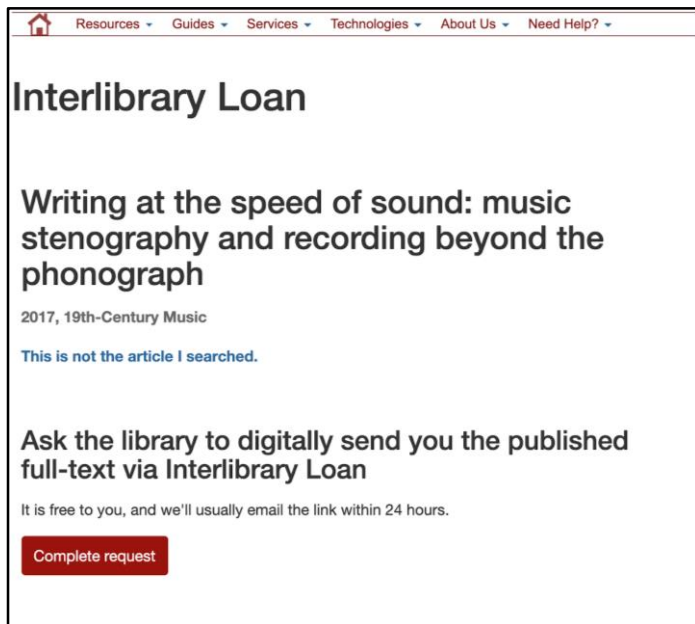 Resources Guides Services Technologies About Us Need Help?
Interlibrary Loan
Writing at the speed of sound: music
stenography and recording beyond the
phonograph
2017, 19th-Century Music
This is not the article I searched.
Ask the library to digitally send you the published
full-text via Interlibrary Loan
It is free to you, and we'll usually email the link within 24 hours.
Complete request